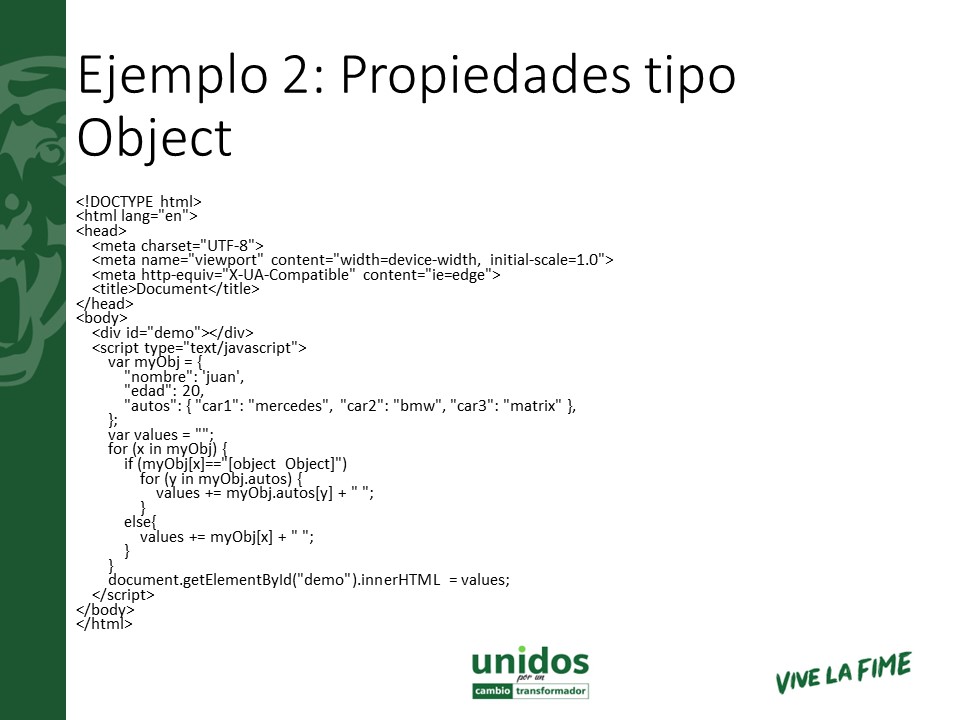 Ejemplo 2: Propiedades tipo
Object
<!DOCTYPE html>
<html lang="en">
<head>
    <meta charset="UTF-8">
    <meta name="viewport" content="width=device-width, initial-scale=1.0">
    <meta http-equiv="X-UA-Compatible" content="ie=edge">
    <title>Document</title>
</head>
<body>
    <div id="demo"></div>
    <script type="text/javascript">
        var myObj = {
            "nombre": 'juan',
            "edad": 20,
            "autos": { "car1": "mercedes", "car2": "bmw", "car3": "matrix" },
        };
        var values = "";
        for (x in myObj) {
            if (myObj[x]=="[object Object]")
                for (y in myObj.autos) {
                    values += myObj.autos[y] + " ";
                }
            else{
                values += myObj[x] + " ";
            }
        }
        document.getElementById("demo").innerHTML = values;
    </script>
</body>
</html>
unidos
por un
cambio transformador
VIVE LA FIME